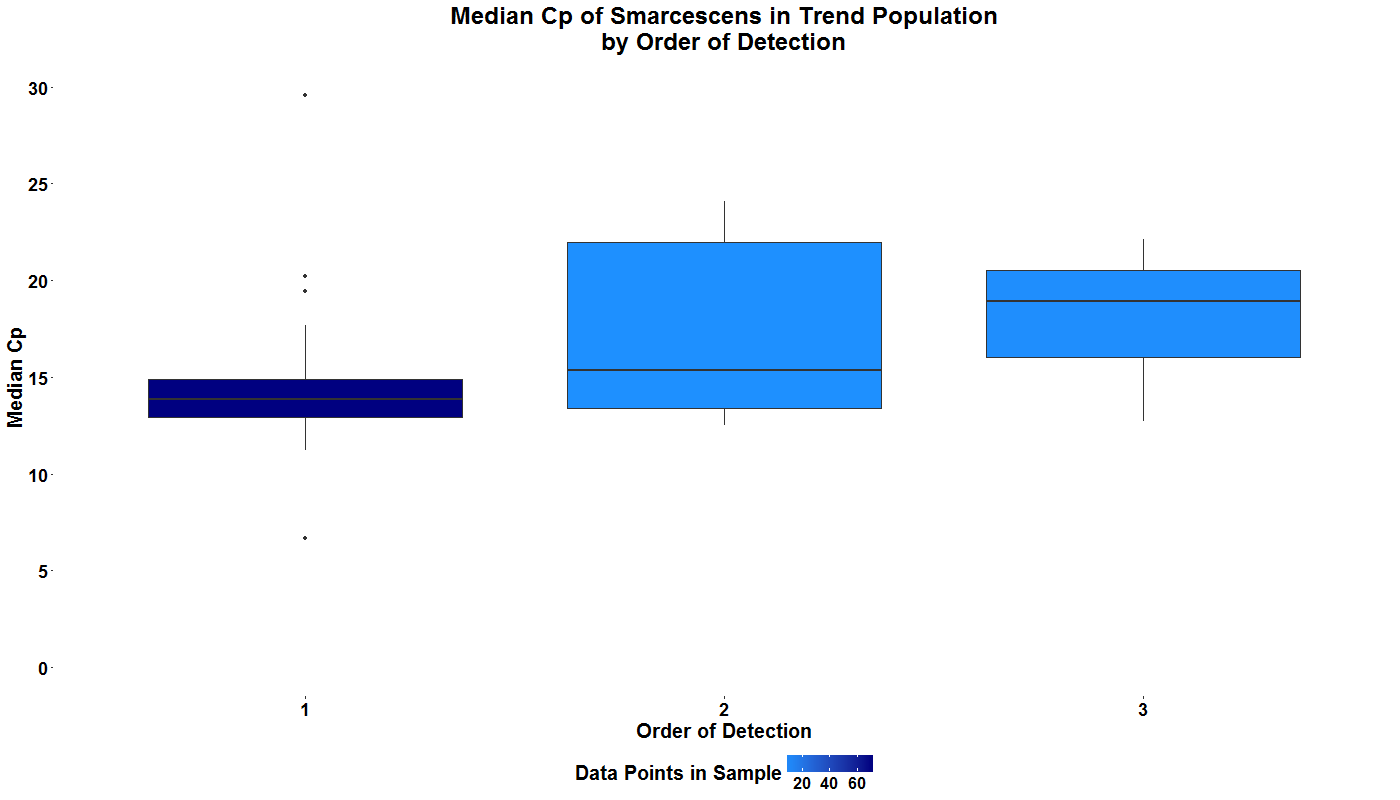 Median Cp of Smarcescens in Trend Population
by Order of Detection
30
25
20
15
10
5
0
Median Cp
1 2 3
Order of Detection
Data Points in Sample
20 40 60